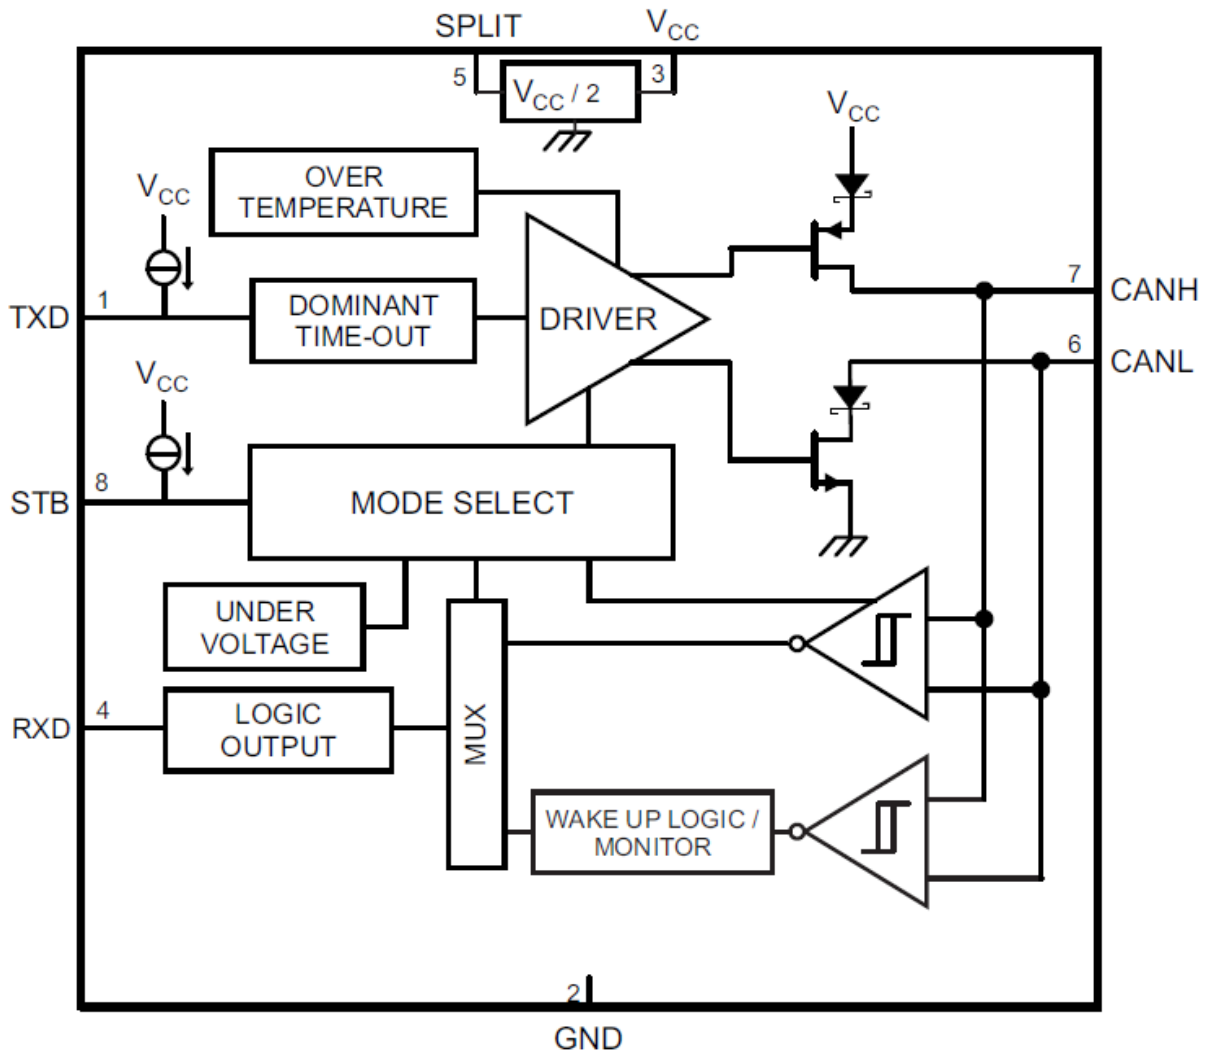 SPLIT
VCC
5
VCC / 2
3
VCC
OVER
TEMPERATURE
VCC
TXD
1
DOMINANT
TIME-OUT
DRIVER
7
CANH
6
CANL
VCC
STB
8
MODE SELECT
UNDER
VOLTAGE
RXD
4
LOGIC
OUTPUT
MUX
WAKE UP LOGIC /
MONITOR
2
GND